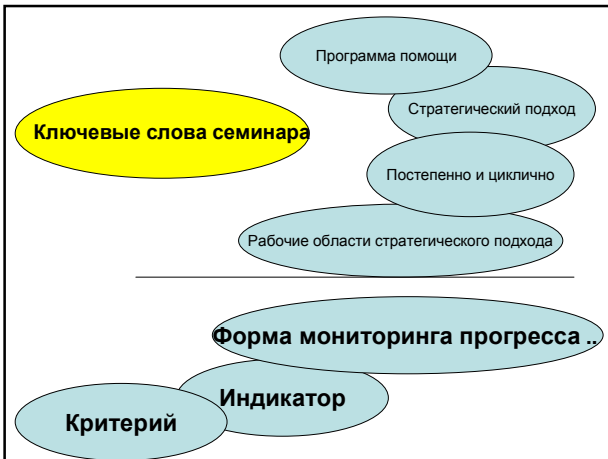 Программа помощи
Стратегический подход
Ключевые слова семинара
Постепенно и циклично
Рабочие области стратегического подхода
Форма мониторинга прогресса ..
Индикатор
Критерий